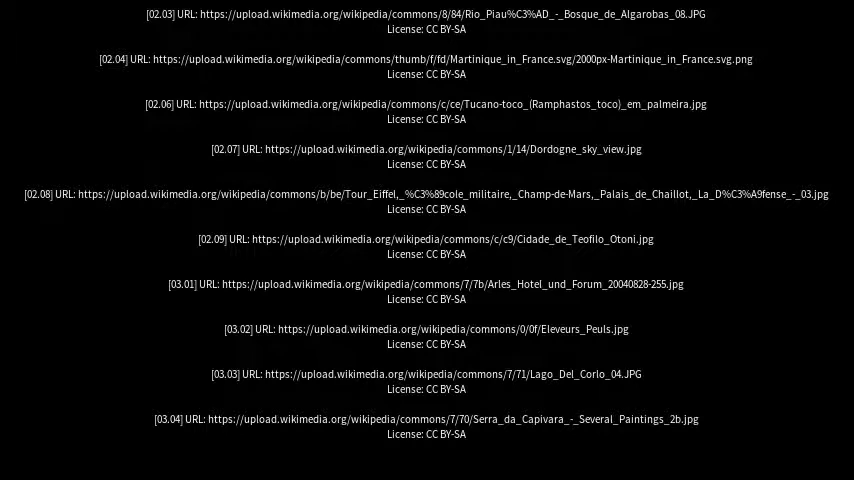 [02.03] URL: https://upload.wikimedia.org/wikipedia/commons/8/84/Rio_Piau%C3%AD_-_Bosque_de_Algarobas_08.JPG
License: CC BY-SA
[02.04] URL: https://upload.wikimedia.org/wikipedia/commons/thumb/f/fd/Martinique_in_France.svg/2000px-Martinique_in_France.svg.png
License: CC BY-SA
[02.06] URL: https://upload.wikimedia.org/wikipedia/commons/c/ce/Tucano-toco_(Ramphastos_toco)_em_palmeira.jpg
License: CC BY-SA
[02.07] URL: https://upload.wikimedia.org/wikipedia/commons/1/14/Dordogne_sky_view.jpg
License: CC BY-SA
[02.08] URL: https://upload.wikimedia.org/wikipedia/commons/b/be/Tour_Eiffel,_%C3%89cole_militaire,_Champ-de-Mars,_Palais_de_Chaillot,_La_D%C3%A9fense_-_03.jpg
License: CC BY-SA
[02.09] URL: https://upload.wikimedia.org/wikipedia/commons/c/c9/Cidade_de_Teofilo_Otoni.jpg
License: CC BY-SA
[03.01] URL: https://upload.wikimedia.org/wikipedia/commons/7/7b/Arles_Hotel_und_Forum_20040828-255.jpg
License: CC BY-SA
[03.02] URL: https://upload.wikimedia.org/wikipedia/commons/0/0f/Eleveurs_Peuls.jpg
License: CC BY-SA
[03.03] URL: https://upload.wikimedia.org/wikipedia/commons/7/71/Lago_Del_Corlo_04.JPG
License: CC BY-SA
[03.04] URL: https://upload.wikimedia.org/wikipedia/commons/7/70/Serra_da_Capivara_-_Several_Paintings_2b.jpg
License: CC BY-SA